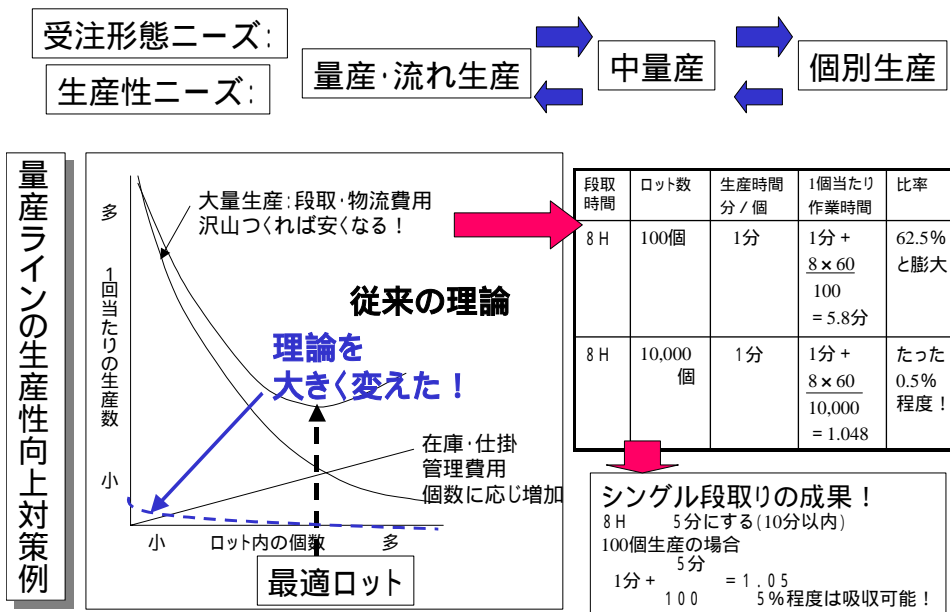 受注形態ニーズ:
生産性ニーズ:
量産・流れ生産
中量産
個別生産
量産ラインの生産性向上対策例
多
1回当たりの生産数
小
大量生産:段取・物流費用
沢山つくれば安くなる!
従来の理論
理論を
大きく変えた!
在庫・仕掛
管理費用
個数に応じ増加
小 ロット内の個数 多
最適ロット
段取時間 ロット数 生産時間 分/個 1個当たり作業時間 比率
8H 100個 1分 1分+
8×60
100
=5.8分
62.5%
と膨大
8H 10,000個 1分 1分+
8×60
10,000
=1.048
たった
0.5%
程度!
シングル段取りの成果!
8H 5分にする(10分以内)
100個生産の場合
5分
1分+ =1.05
100 5%程度は吸収可能!